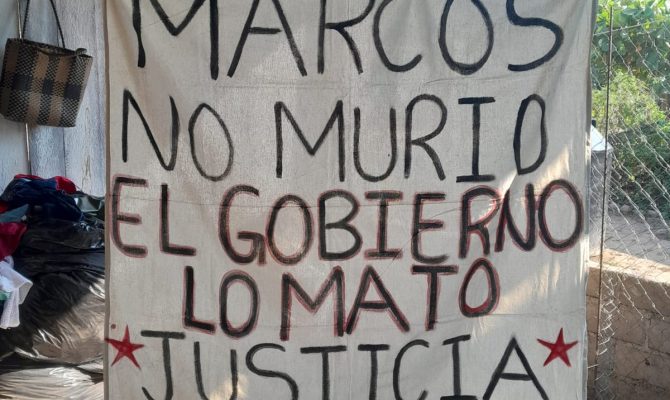 MARCOS
NO MURIO
EL GOBIERNO
LO MATO
JUSTICIA